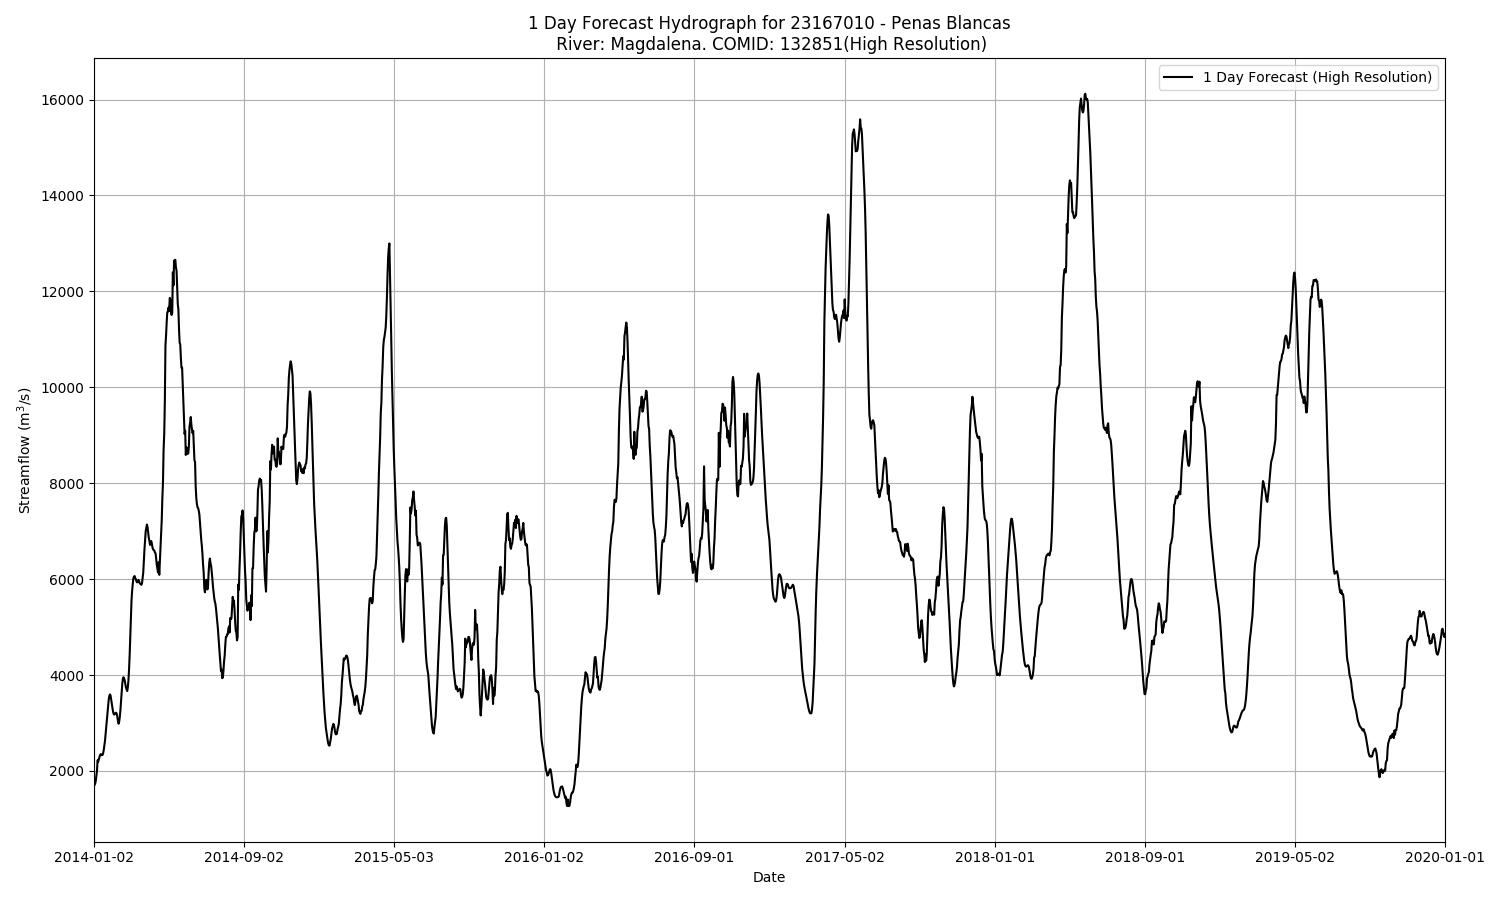 1 Day Forecast Hydrograph for 23167010 - Penas Blancas
River: Magdalena. COMID: 132851(High Resolution)
1 Day Forecast (High Resolution)
Streamflow (m³/s)
16000
14000
12000
10000
8000
6000
4000
2000
2014-01-02 2014-09-02 2015-05-03 2016-01-02 2016-09-01 2017-05-02 2018-01-01 2018-09-01 2019-05-02 2020-01-01
Date